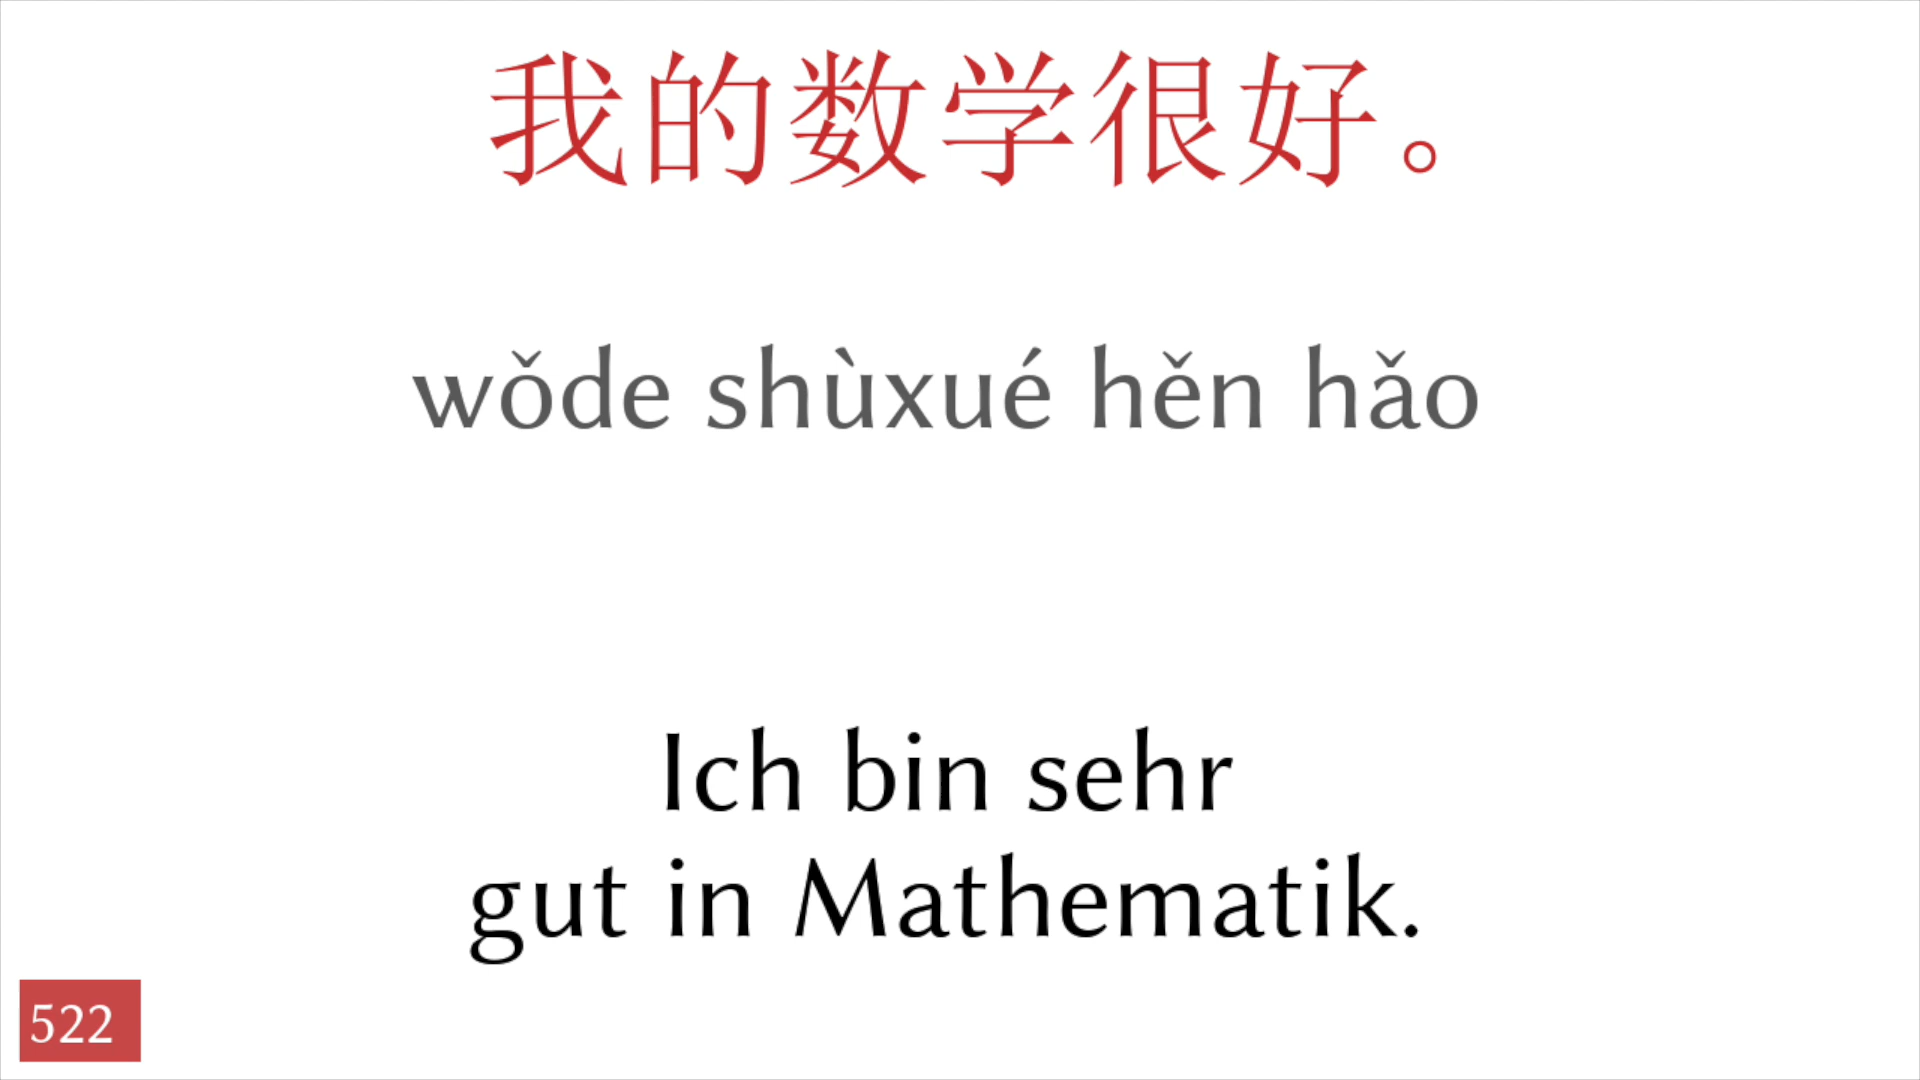 我的数学很好。
wǒde shùxué hěn hǎo
Ich bin sehr
gut in Mathematik.
522